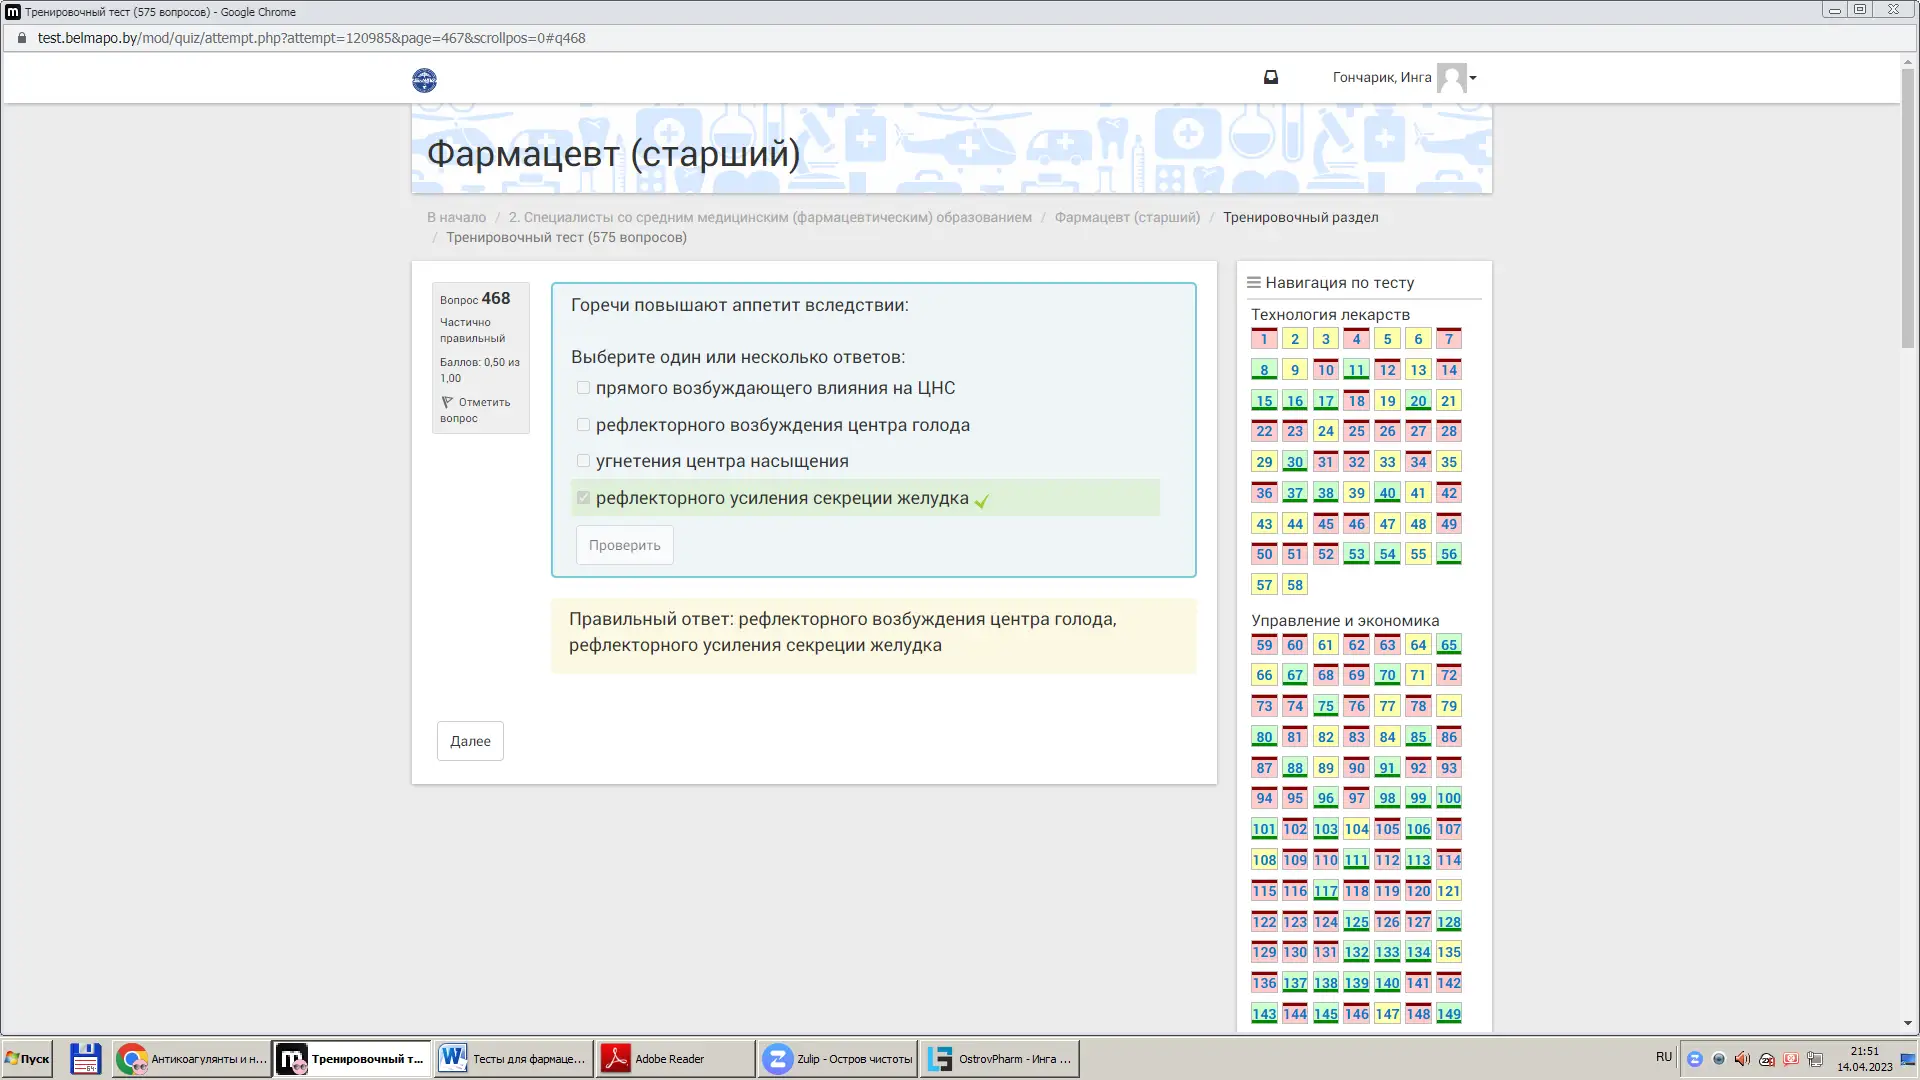 Тренировочный тест (575 вопросов) - Google Chrome
test.belmapo.by/mod/quiz/attempt.php?attempt=120985&page=467&scrollpos=0#q468
Гончарик, Инга
Фармацевт (старший)
В начало / 2. Специалисты со средним медицинским (фармацевтическим) образованием / Фармацевт (старший) / Тренировочный раздел
/ Тренировочный тест (575 вопросов)
Вопрос 468
Частично
правильный
Баллов: 0,50 из
1,00
Отметить
вопрос
Горечи повышают аппетит вследствии:
Выберите один или несколько ответов:
прямого возбуждающего влияния на ЦНС
рефлекторного возбуждения центра голода
угнетения центра насыщения
рефлекторного усиления секреции желудка
Проверить
Правильный ответ: рефлекторного возбуждения центра голода,
рефлекторного усиления секреции желудка
Далее
Навигация по тесту
Технология лекарств
1 2 3 4 5 6 7
8 9 10 11 12 13 14
15 16 17 18 19 20 21
22 23 24 25 26 27 28
29 30 31 32 33 34 35
36 37 38 39 40 41 42
43 44 45 46 47 48 49
50 51 52 53 54 55 56
57 58
Управление и экономика
59 60 61 62 63 64 65
66 67 68 69 70 71 72
73 74 75 76 77 78 79
80 81 82 83 84 85 86
87 88 89 90 91 92 93
94 95 96 97 98 99 100
101 102 103 104 105 106 107
108 109 110 111 112 113 114
115 116 117 118 119 120 121
122 123 124 125 126 127 128
129 130 131 132 133 134 135
136 137 138 139 140 141 142
143 144 145 146 147 148 149
Пуск
Антикоагулянты и н...
Тренировочный т...
Тесты для фармаце...
Adobe Reader
Zulip - Остров чистоты
OstrovPharm - Инга ...
RU
21:51
14.04.2023